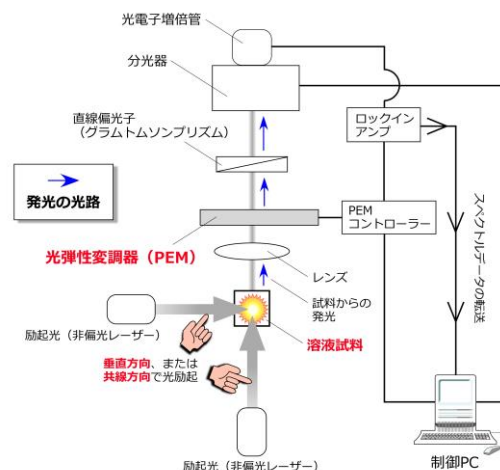 光電子増倍管
分光器
直線偏光子
(グラムトムソンプリズム)
ロックイン
アンプ
発光の光路
スペクトルデータの転送
PEM
コントローラー
光弾性変調器(PEM)
レンズ
試料からの
発光
励起光(非偏光レーザー)
溶液試料
垂直方向、または
共線方向で光励起
励起光(非偏光レーザー)
制御PC